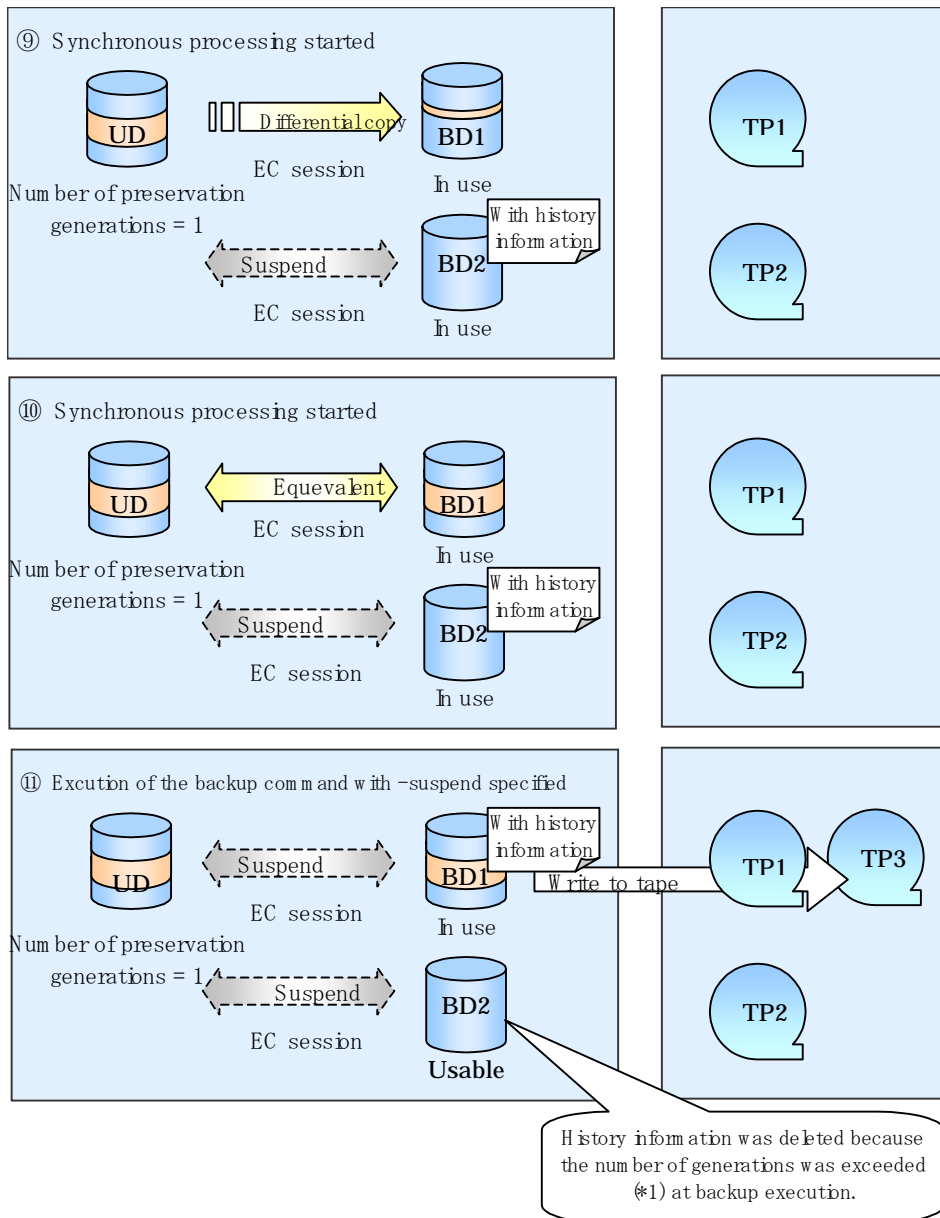 ⑨ Synchronous processing started
UD
Differential copy
BD1
EC session
In use
Number of preservation
generations = 1
With history
information
Suspend
BD2
EC session
In use
TP1
TP2
⑩ Synchronous processing started
UD
Equevalent
BD1
EC session
In use
Number of preservation
generations = 1
With history
information
Suspend
BD2
EC session
In use
TP1
TP2
⑪ Excution of the backup command with -suspend specified
With history
information
UD
Suspend
BD1
Write to tape
TP1
TP3
EC session
In use
Number of preservation
generations = 1
Suspend
BD2
EC session
Usable
TP2
History information was deleted because
the number of generations was exceeded
(*1) at backup execution.